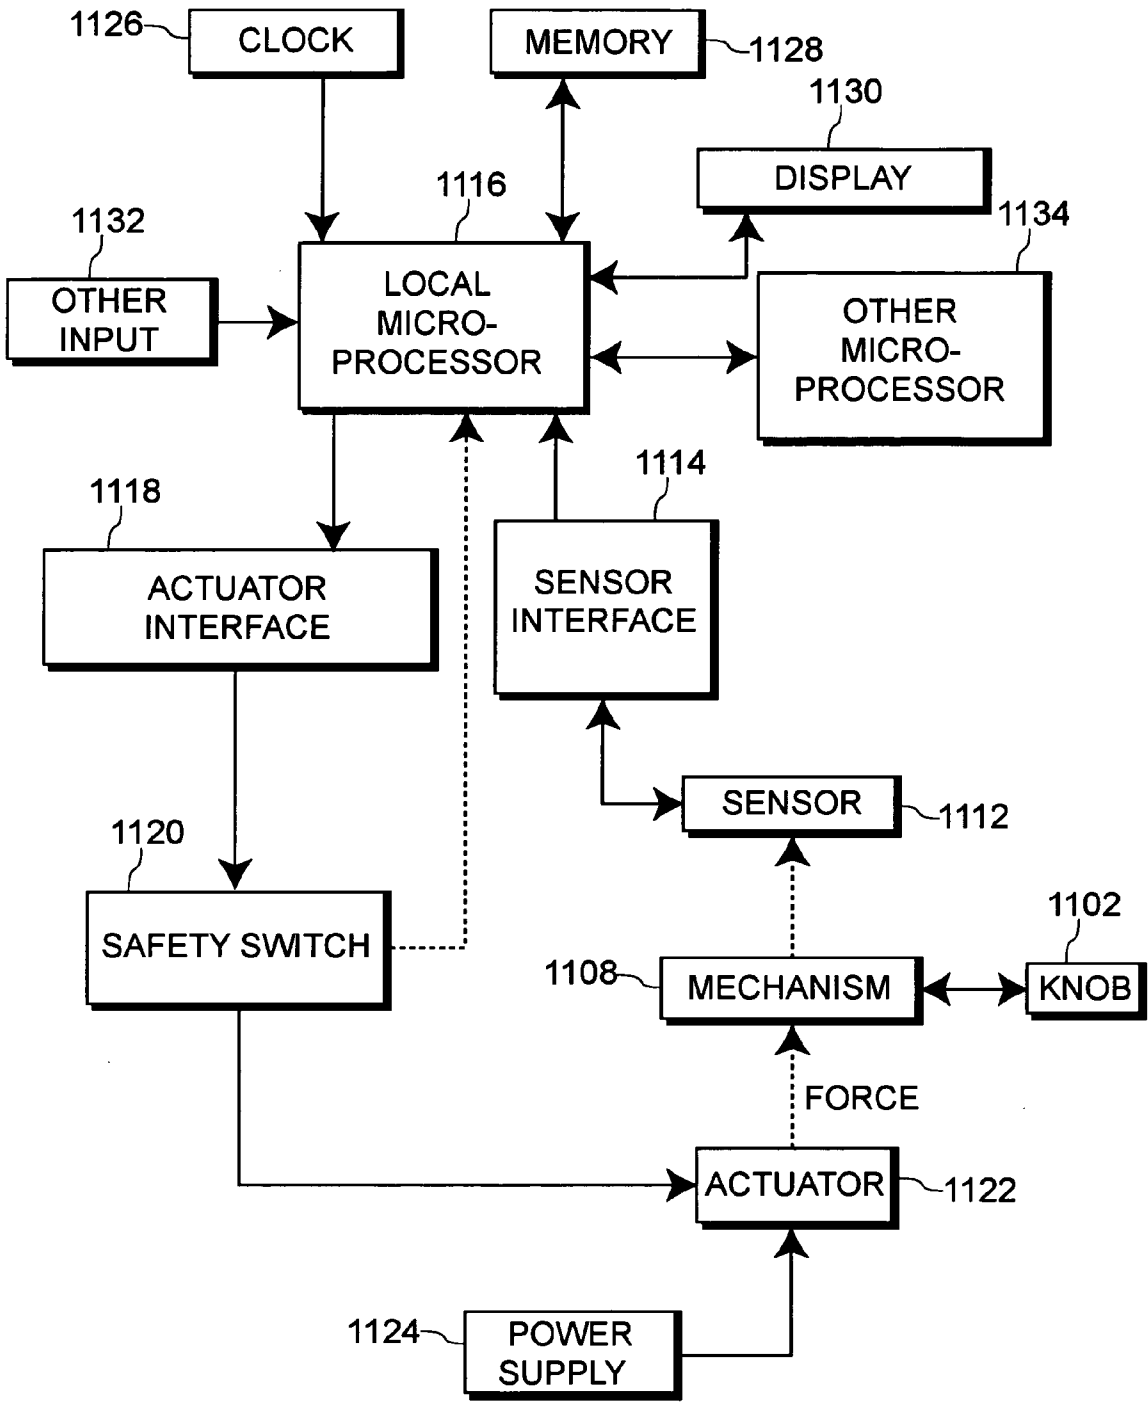 1126
CLOCK
MEMORY
1128
1130
DISPLAY
1116
1132
1134
OTHER
INPUT
LOCAL
MICRO-
PROCESSOR
OTHER
MICRO-
PROCESSOR
1118
1114
ACTUATOR
INTERFACE
SENSOR
INTERFACE
SENSOR
1112
1120
SAFETY SWITCH
1102
1108
MECHANISM
KNOB
FORCE
ACTUATOR
1122
1124
POWER
SUPPLY